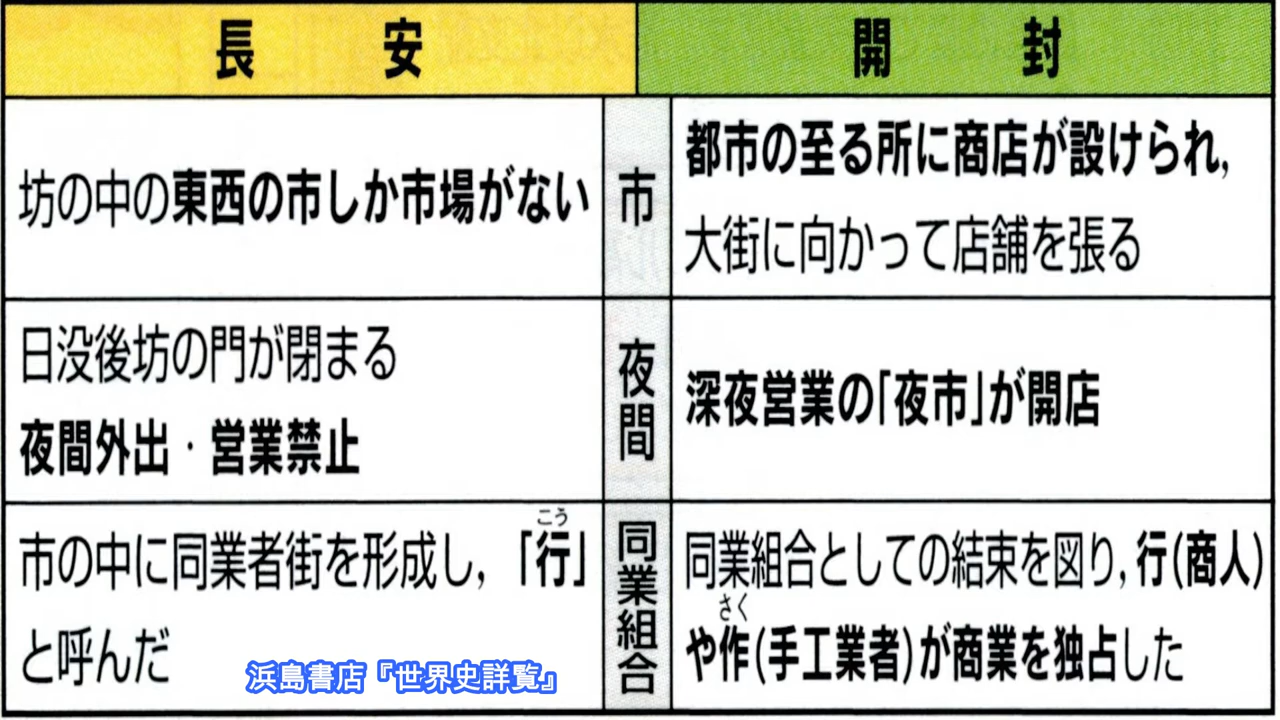 長安
開封
坊の中の東西の市しか市場がない
市
都市の至る所に商店が設けられ,
大街に向かって店舗を張る
日没後坊の門が閉まる
夜間外出・営業禁止
夜間
深夜営業の「夜市」が開店
こう
市の中に同業者街を形成し,「行」
と呼んだ
同業組合
同業組合としての結束を図り,行(商人)
さく
や作(手工業者)が商業を独占した
浜島書店『世界史詳覧』